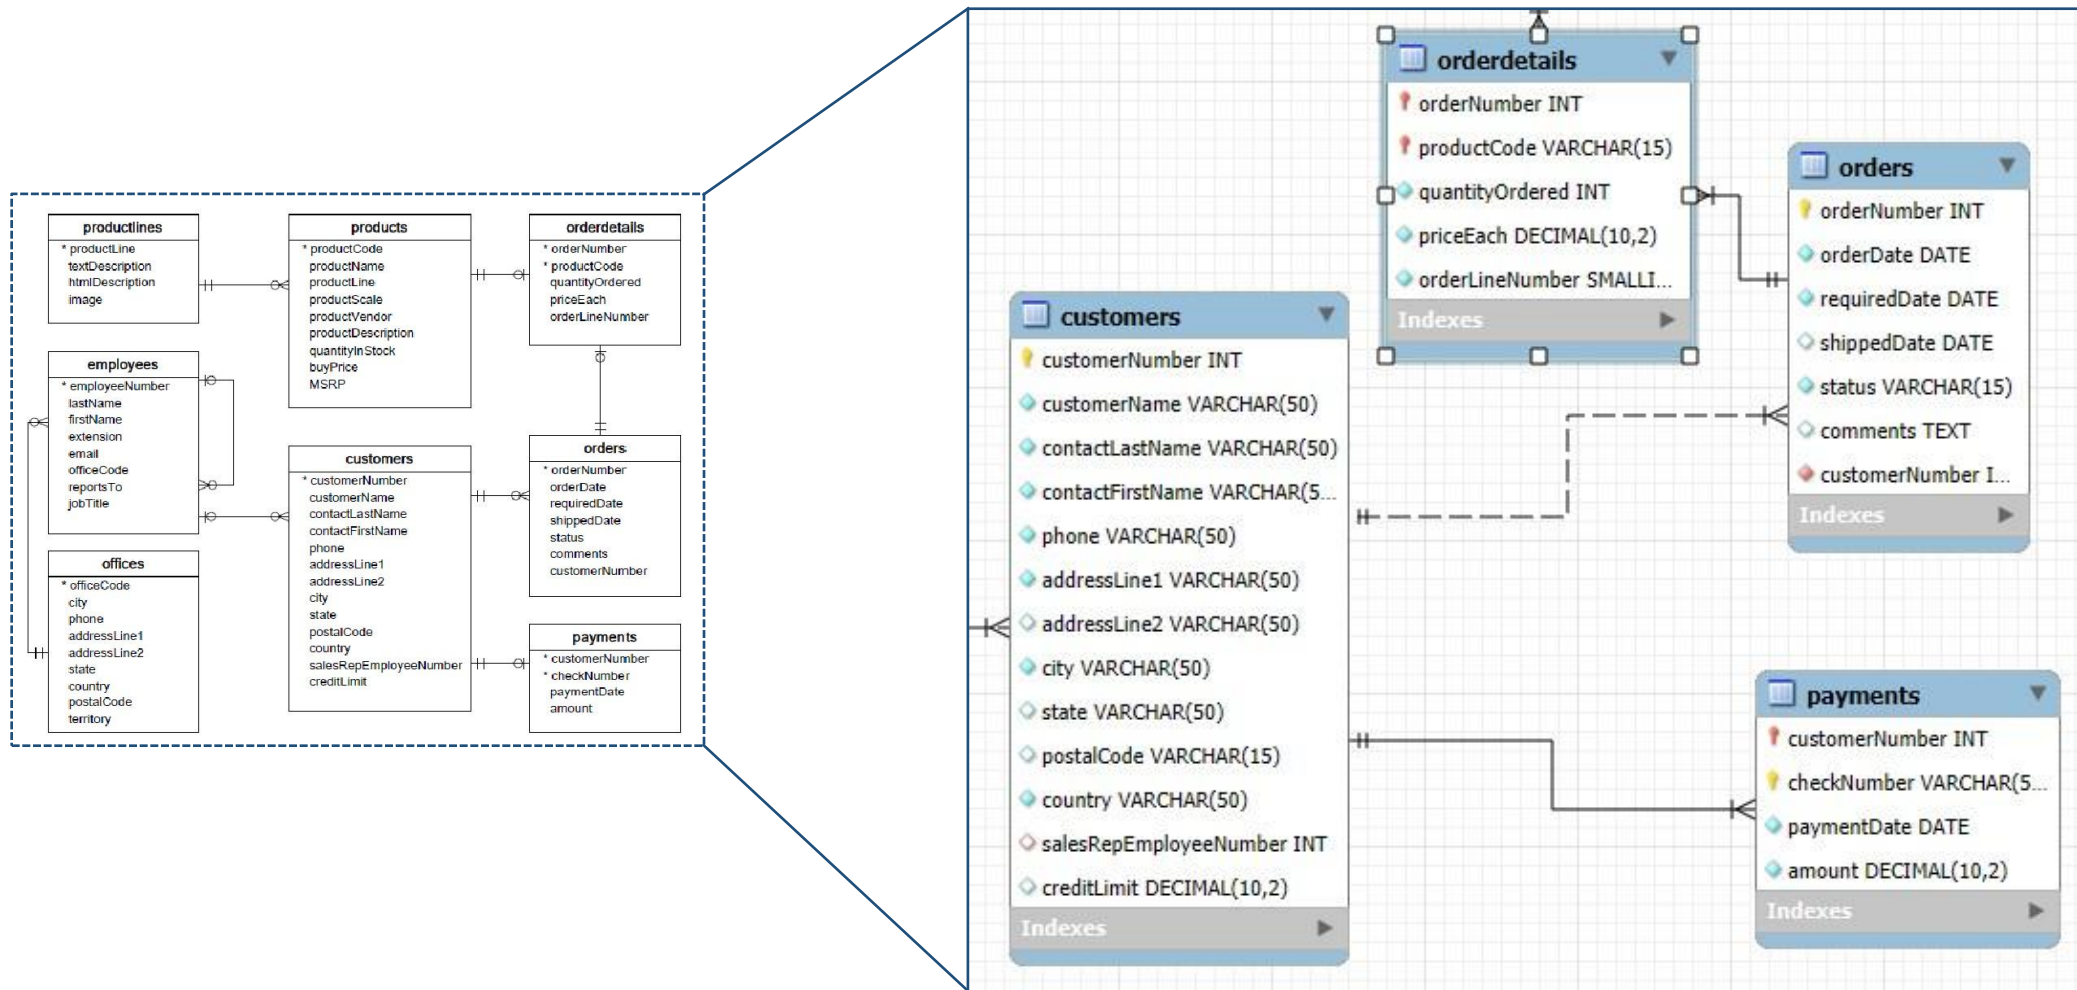 productlines
* productLine
textDescription
htmlDescription
image
products
* productCode
productName
productLine
productScale
productVendor
productDescription
quantityInStock
buyPrice
MSRP
orderdetails
* orderNumber
* productCode
quantityOrdered
priceEach
orderLineNumber
employees
* employeeNumber
lastName
firstName
extension
email
officeCode
reportsTo
jobTitle
customers
* customerNumber
customerName
contactLastName
contactFirstName
phone
addressLine1
addressLine2
city
state
postalCode
country
salesRepEmployeeNumber
creditLimit
orders
* orderNumber
orderDate
requiredDate
shippedDate
status
comments
customerNumber
offices
* officeCode
city
phone
addressLine1
addressLine2
state
country
postalCode
territory
payments
* customerNumber
* checkNumber
paymentDate
amount
orderdetails
orderNumber INT
productCode VARCHAR(15)
quantityOrdered INT
priceEach DECIMAL(10,2)
orderLineNumber SMALLI...
Indexes
orders
orderNumber INT
orderDate DATE
requiredDate DATE
shippedDate DATE
status VARCHAR(15)
comments TEXT
customerNumber I...
Indexes
customers
customerNumber INT
customerName VARCHAR(50)
contactLastName VARCHAR(50)
contactFirstName VARCHAR(5...
phone VARCHAR(50)
addressLine1 VARCHAR(50)
addressLine2 VARCHAR(50)
city VARCHAR(50)
state VARCHAR(50)
postalCode VARCHAR(15)
country VARCHAR(50)
salesRepEmployeeNumber INT
creditLimit DECIMAL(10,2)
Indexes
payments
customerNumber INT
checkNumber VARCHAR(5...
paymentDate DATE
amount DECIMAL(10,2)
Indexes